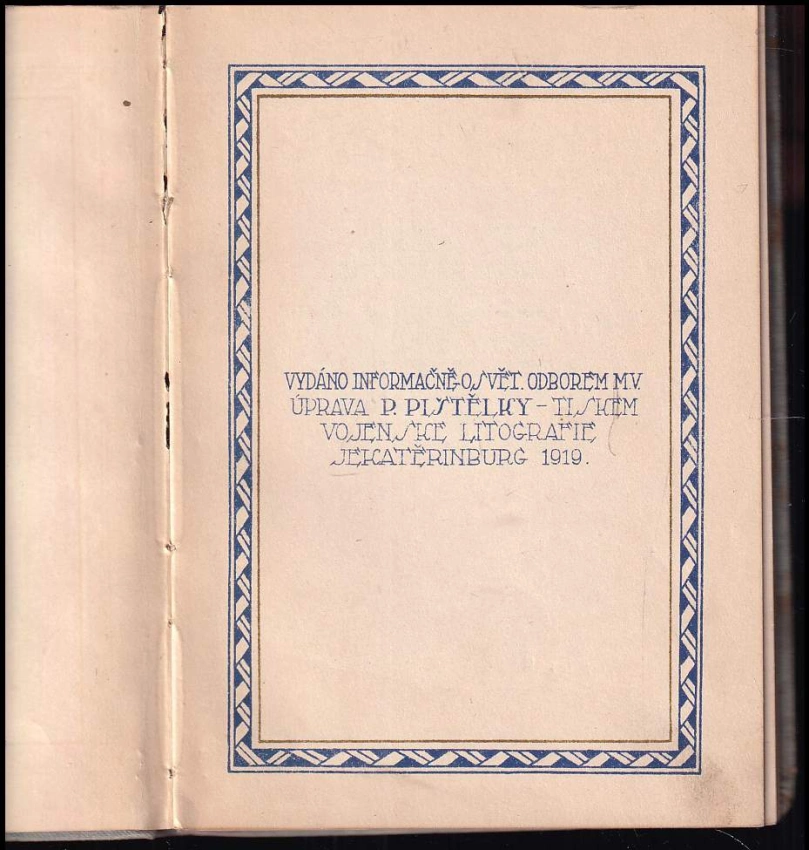 VYDÁNO INFORMAČNĚ-OSVĚT. ODBOREM M.V.
ÚPRAVA P. PIŠTĚLKY – TISKEM
VOJENSKÉ LITOGRAFIE
JEKATĚRINBURG 1919.